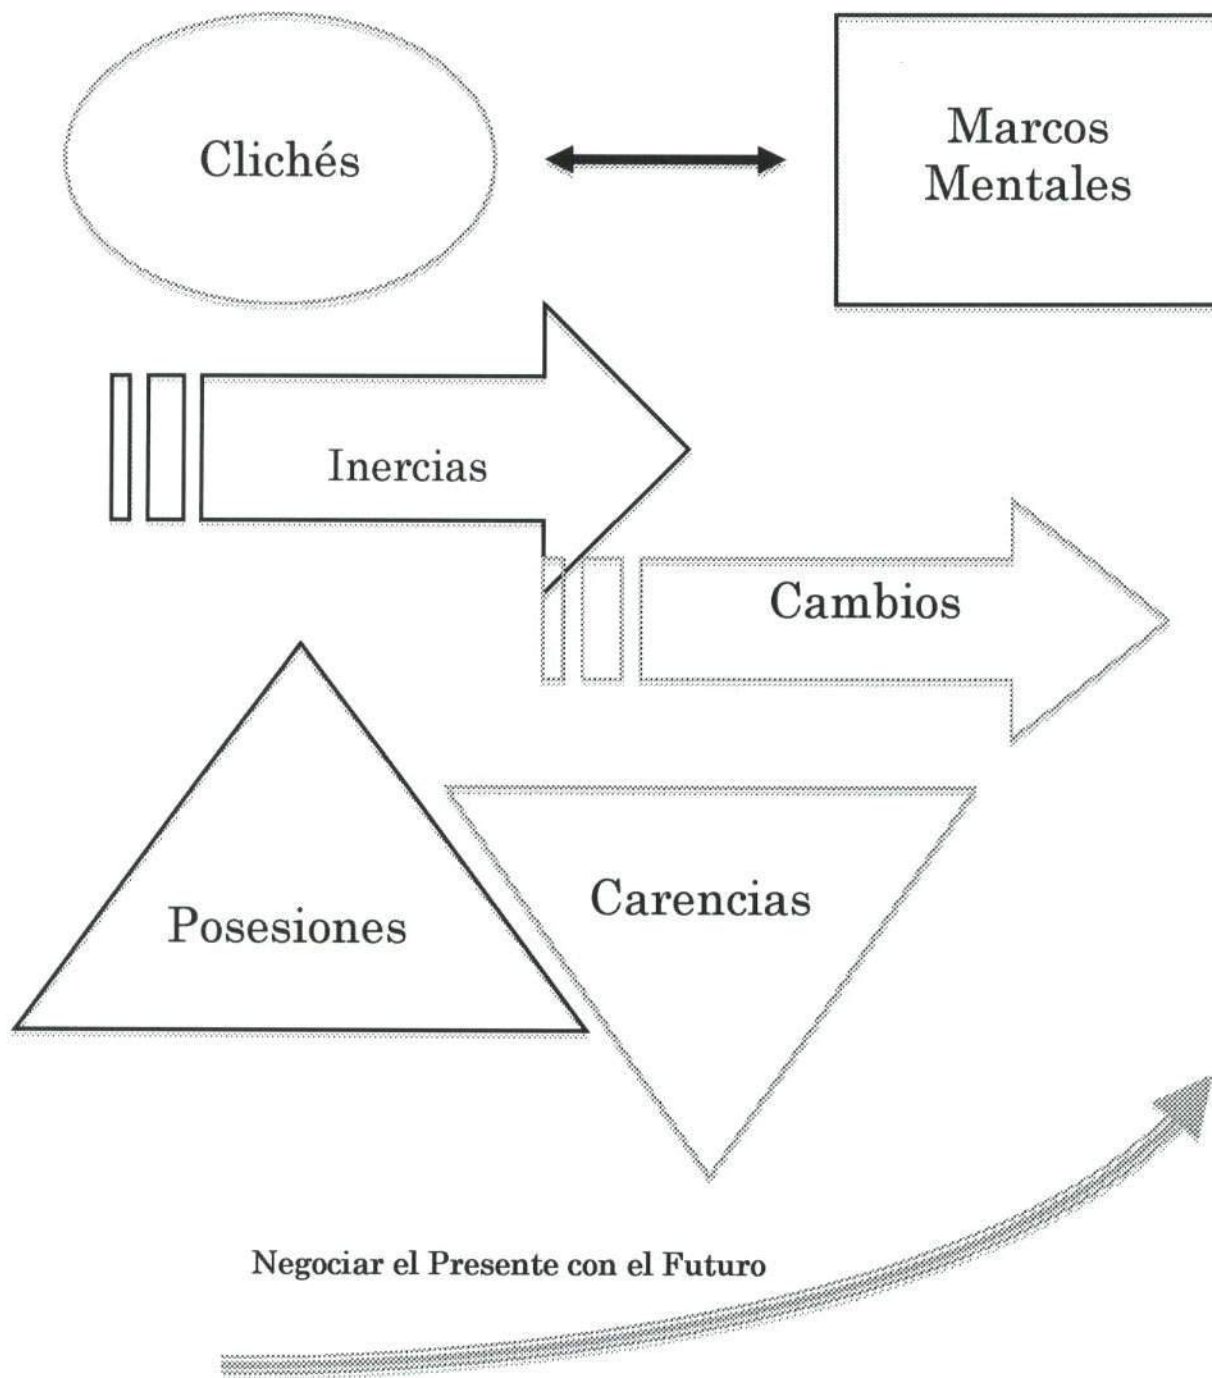 Clichés
Marcos
Mentales
Inercias
Cambios
Posesiones
Carencias
Negociar el Presente con el Futuro